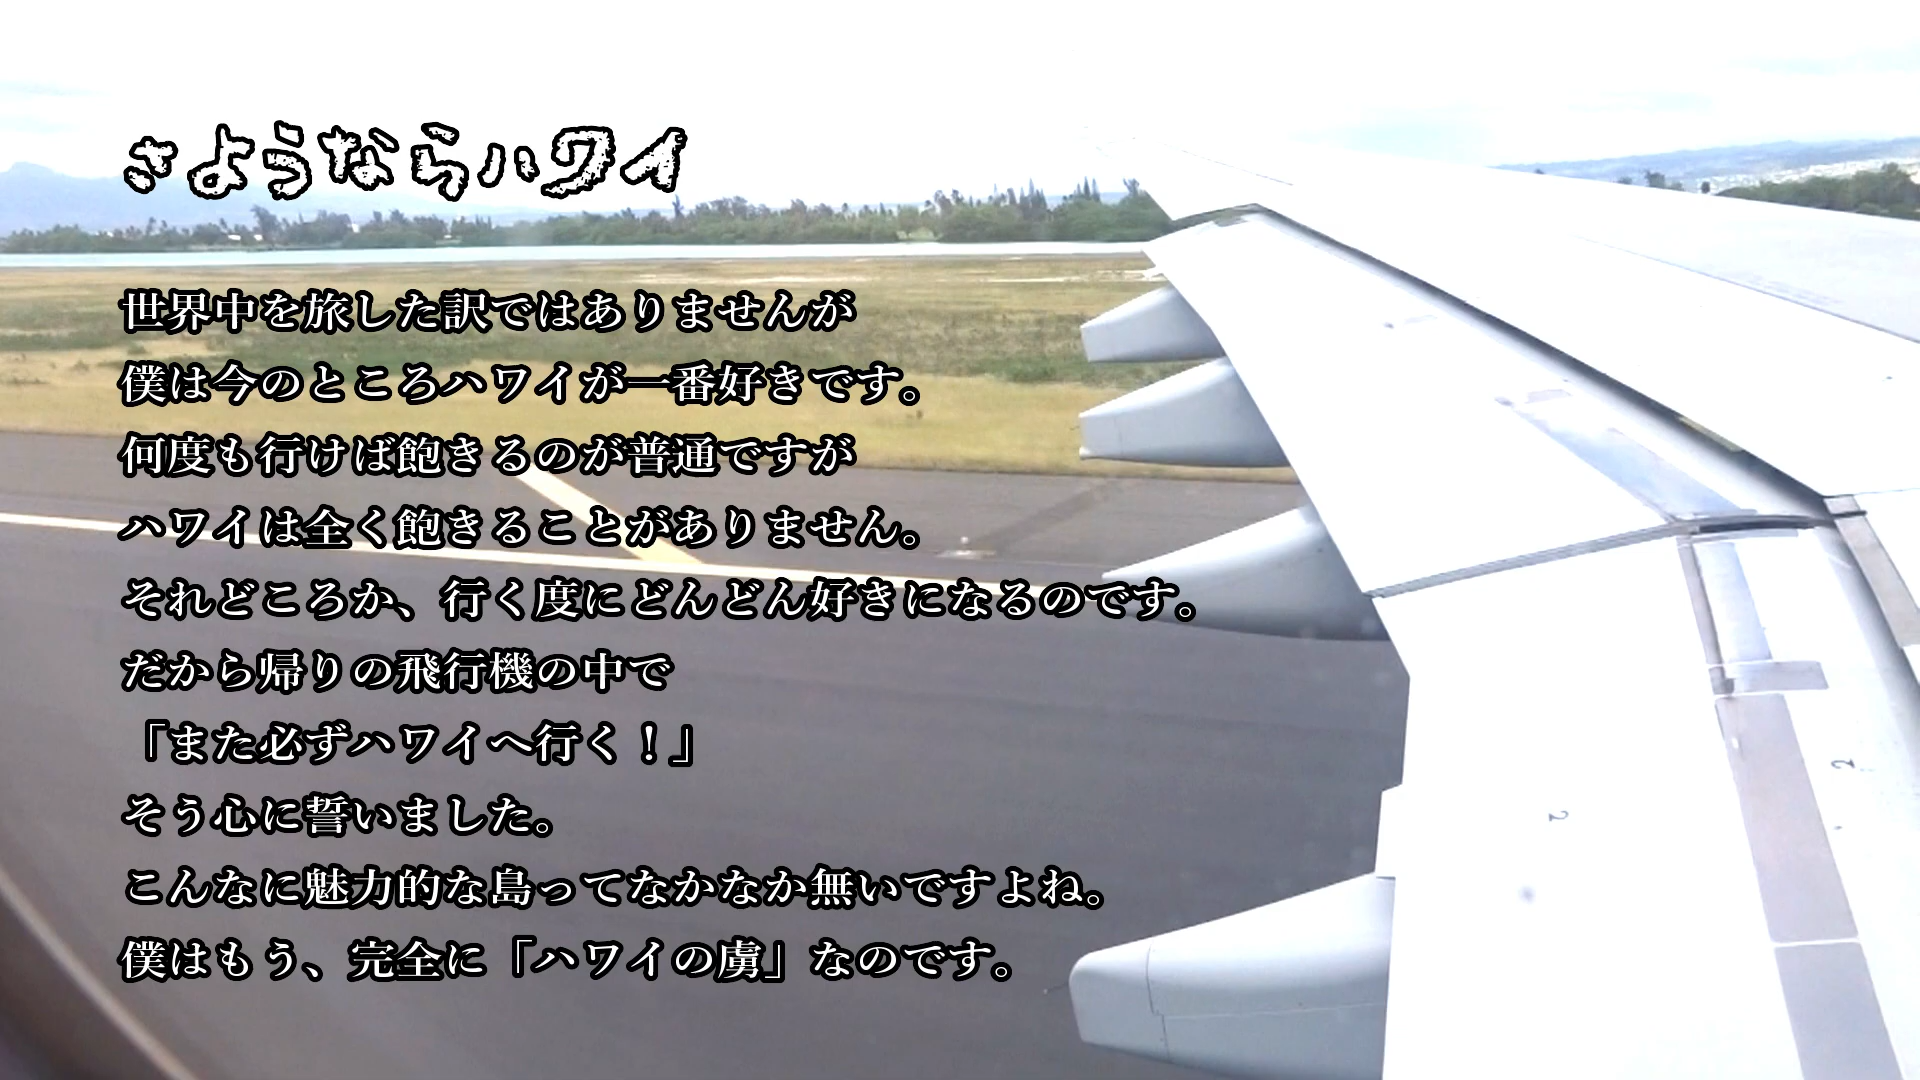 さようならハワイ
世界中を旅した訳ではありませんが
僕は今のところハワイが一番好きです。
何度も行けば飽きるのが普通ですが
ハワイは全く飽きることがありません。
それどころか、行く度にどんどん好きになるのです。
だから帰りの飛行機の中で
「また必ずハワイへ行く！」
そう心に誓いました。
こんなに魅力的な島ってなかなか無いですよね。
僕はもう、完全に「ハワイの虜」なのです。
2
2